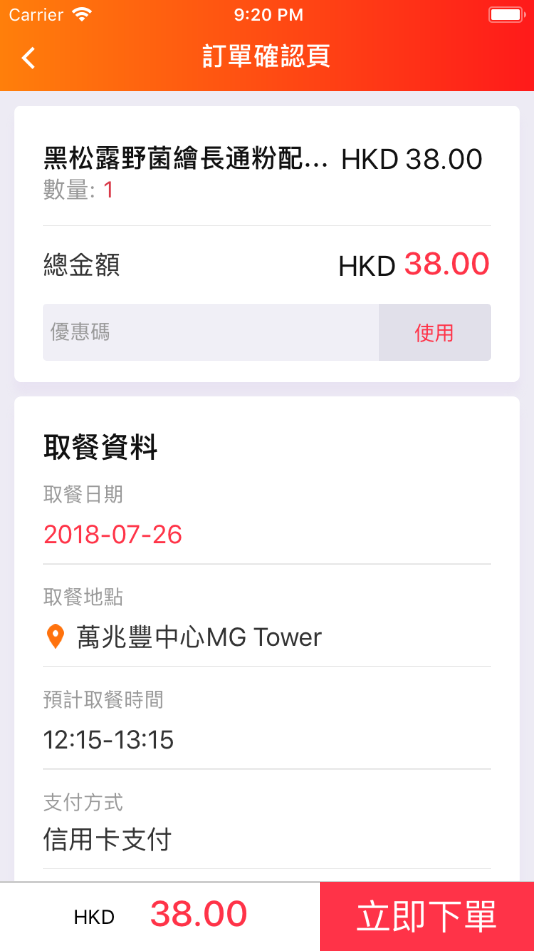 Carrier 9:20 PM
訂單確認頁
黑松露野菌繪長通粉配... HKD 38.00
數量: 1
總金額 HKD 38.00
優惠碼 使用
取餐資料
取餐日期
2018-07-26
取餐地點
萬兆豐中心MG Tower
預計取餐時間
12:15-13:15
支付方式
信用卡支付
HKD 38.00 立即下單